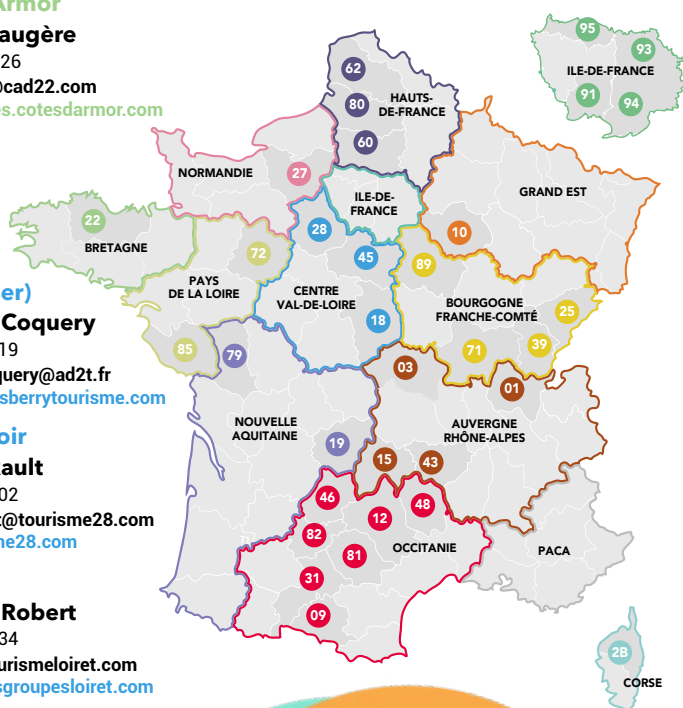 Armor
augère
26
@cad22.com
es.cotesdarmor.com
er)
Coquery
19
query@ad2t.fr
sberrytourisme.com
oir
ault
02
t@tourisme28.com
me28.com
Robert
34
urismeloiret.com
sgroupesloiret.com
95
93
ILE-DE-FRANCE
91
94
62
80
HAUTS-
DE-FRANCE
60
NORMANDIE
27
ILE-DE-
FRANCE
GRAND EST
10
22
BRETAGNE
72
PAYS
DE LA LOIRE
85
28
45
CENTRE
VAL-DE-LOIRE
18
89
BOURGOGNE
FRANCHE-COMTÉ
25
39
71
79
NOUVELLE
AQUITAINE
19
03
01
AUVERGNE
RHÔNE-ALPES
15
43
46
48
12
82
OCCITANIE
81
31
09
PACA
2B
CORSE